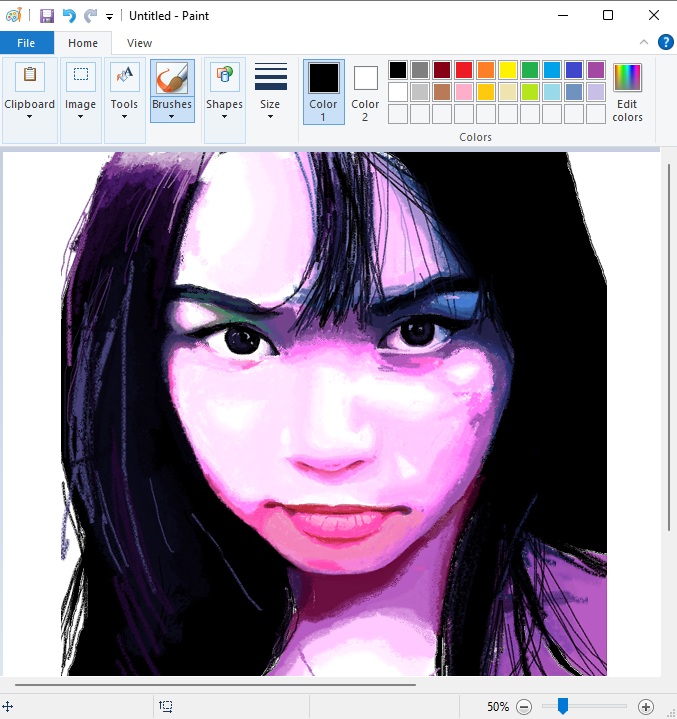 Untitled - Paint
File Home View
Clipboard Image Tools Brushes Shapes Size Color 1 Color 2 Edit colors
Colors
50%